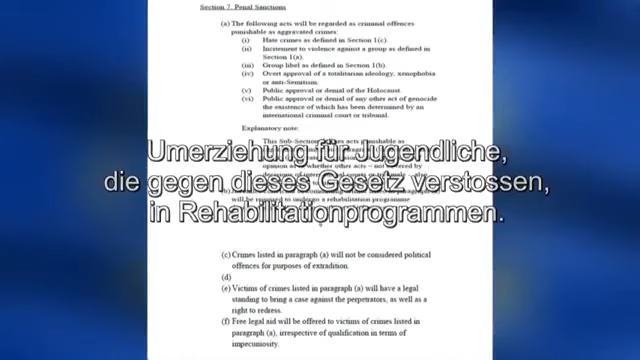 Section 7. Penal Sanctions
(a) The following acts will be regarded as criminal offences
punishable as aggravated crimes:
(i) Hate crimes as defined in Section 1(c).
(ii) Incitement to violence against a group as defined in
Section 1(a).
(iii) Group libel as defined in Section 1(b).
(iv) Overt approval of a totalitarian ideology, xenophobia
or anti-Semitism.
(v) Public approval or denial of the Holocaust.
(vi) Public approval or denial of any other act of genocide
the existence of which has been determined by an
international criminal court or tribunal.
Explanatory note:
This Sub-Section punishable as
Umerziehung für Jugendliche,
die gegen dieses Gesetz verstossen,
in Rehabilitationprogrammen.
will be required to undergo a rehabilitation programme
(c) Crimes listed in paragraph (a) will not be considered political
offences for purposes of extradition.
(d)
(e) Victims of crimes listed in paragraph (a) will have a legal
standing to bring a case against the perpetrators, as well as a
right to redress.
(f) Free legal aid will be offered to victims of crimes listed in
paragraph (a), irrespective of qualification in terms of
impecuniosity.